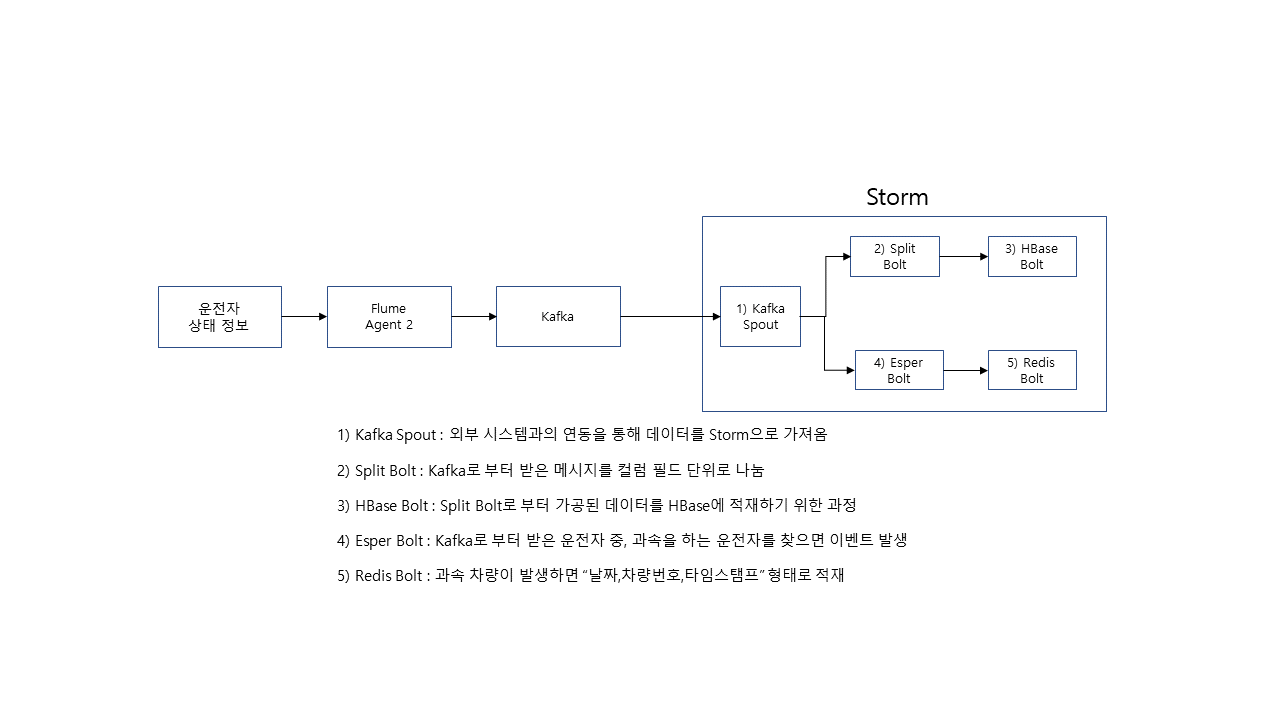 Storm
운전자
상태 정보
Flume
Agent 2
Kafka
1) Kafka
Spout
2) Split
Bolt
3) HBase
Bolt
4) Esper
Bolt
5) Redis
Bolt
1) Kafka Spout : 외부 시스템과의 연동을 통해 데이터를 Storm으로 가져옴
2) Split Bolt : Kafka로 부터 받은 메시지를 컬럼 필드 단위로 나눔
3) HBase Bolt : Split Bolt로 부터 가공된 데이터를 HBase에 적재하기 위한 과정
4) Esper Bolt : Kafka로 부터 받은 운전자 중, 과속을 하는 운전자를 찾으면 이벤트 발생
5) Redis Bolt : 과속 차량이 발생하면 “날짜,차량번호,타임스탬프” 형태로 적재